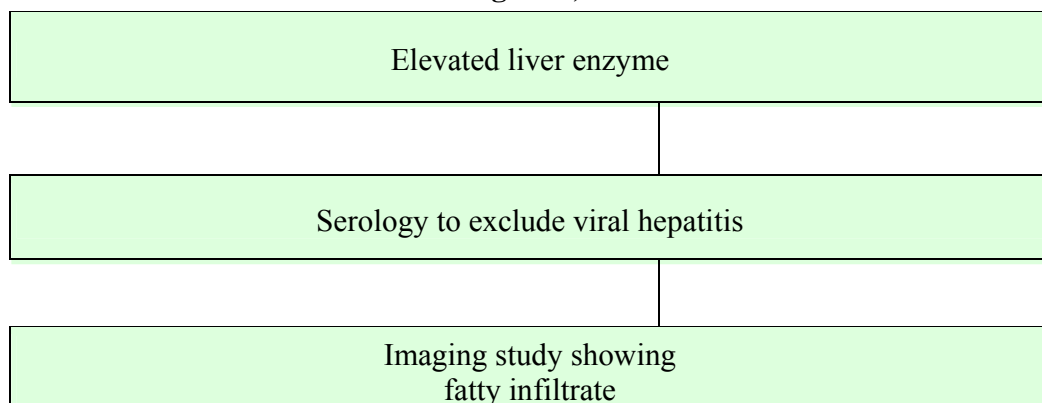 Elevated liver enzyme
Serology to exclude viral hepatitis
Imaging study showing
fatty infiltrate